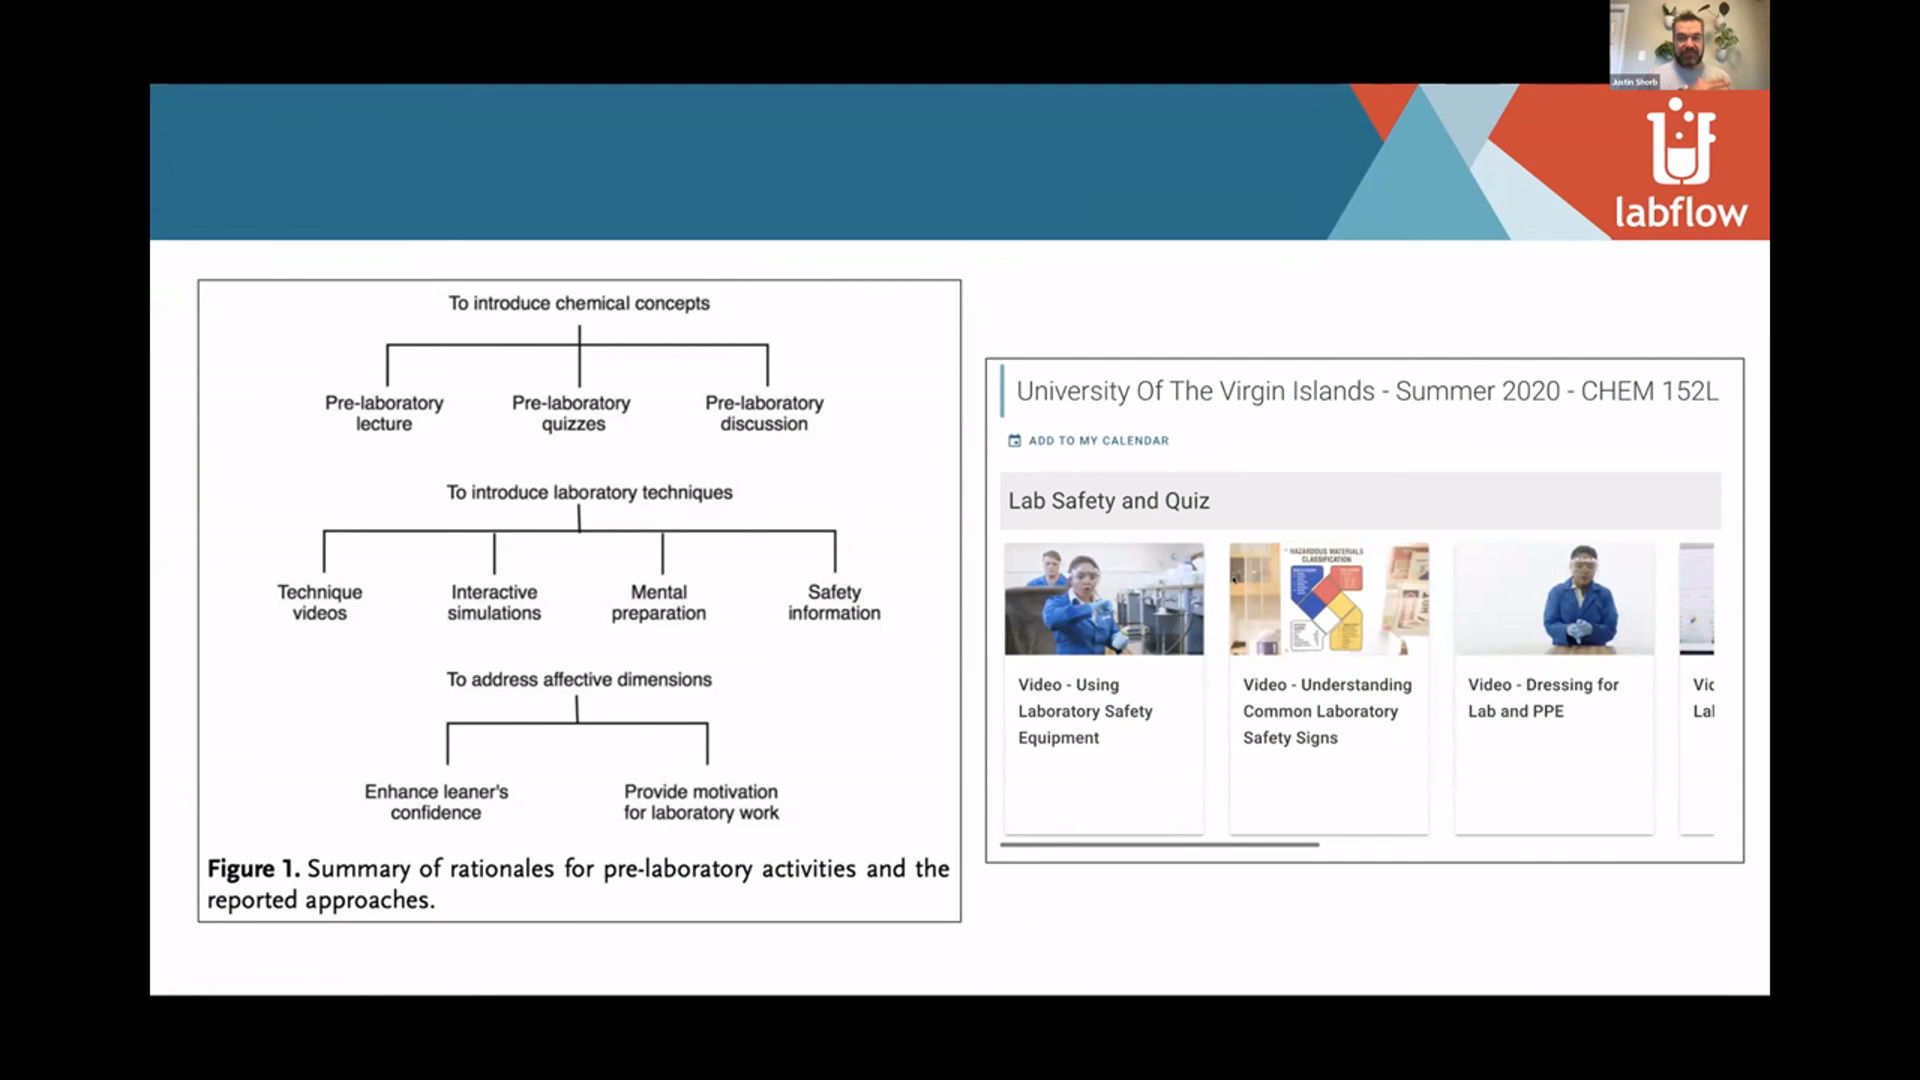 Justin Shorb
labflow
To introduce chemical concepts
Pre-laboratory
lecture
Pre-laboratory
quizzes
Pre-laboratory
discussion
To introduce laboratory techniques
Technique
videos
Interactive
simulations
Mental
preparation
Safety
information
To address affective dimensions
Enhance leaner's
confidence
Provide motivation
for laboratory work
Figure 1. Summary of rationales for pre-laboratory activities and the
reported approaches.
University Of The Virgin Islands - Summer 2020 - CHEM 152L
ADD TO MY CALENDAR
Lab Safety and Quiz
HAZARDOUS MATERIALS
CLASSIFICATION
Video - Using
Laboratory Safety
Equipment
Video - Understanding
Common Laboratory
Safety Signs
Video - Dressing for
Lab and PPE